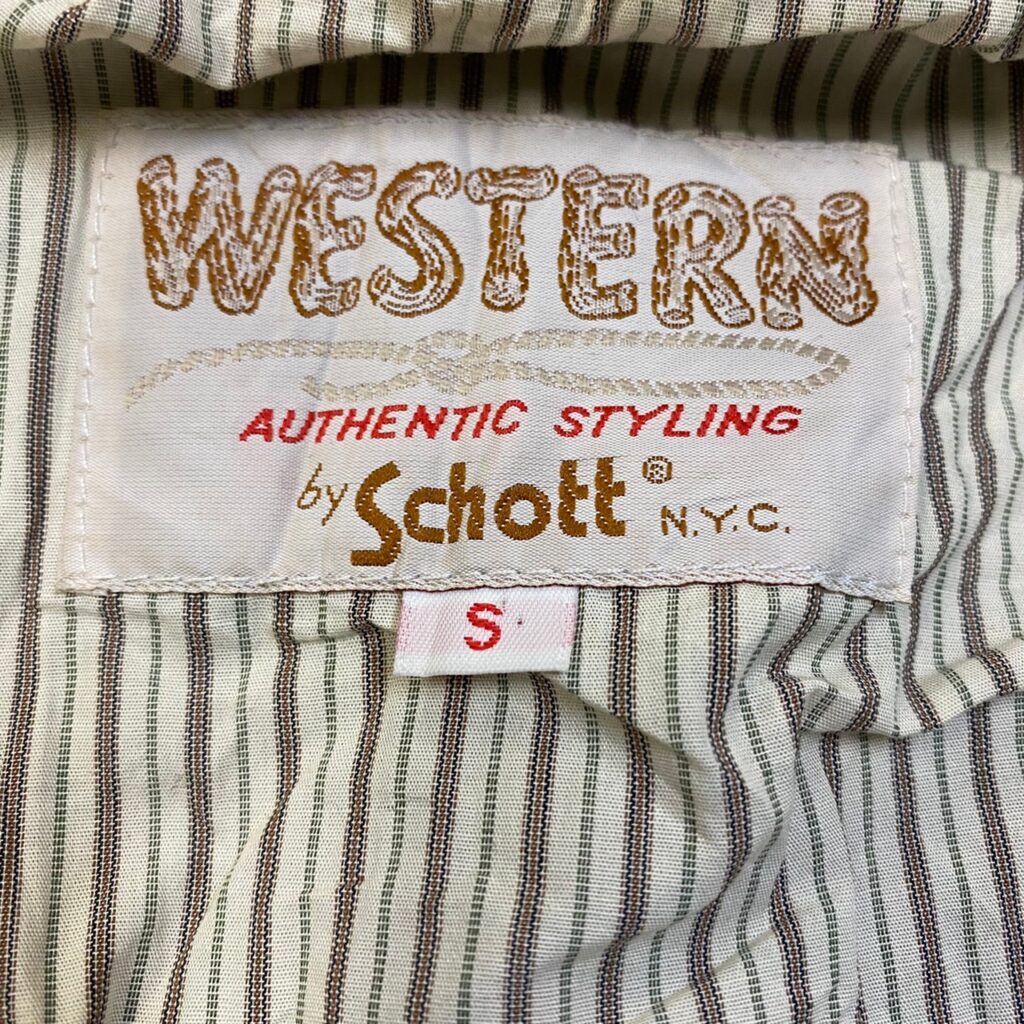 WESTERN
AUTHENTIC STYLING
by Schott® N.Y.C.
S